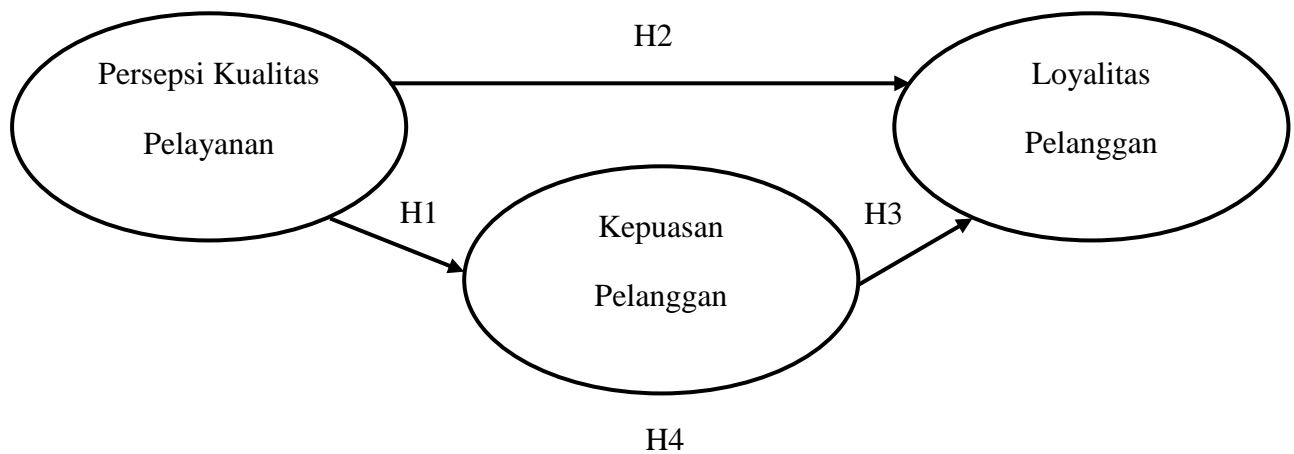 H2
Persepsi Kualitas
Pelayanan
Loyalitas
Pelanggan
H1
H3
Kepuasan
Pelanggan
H4